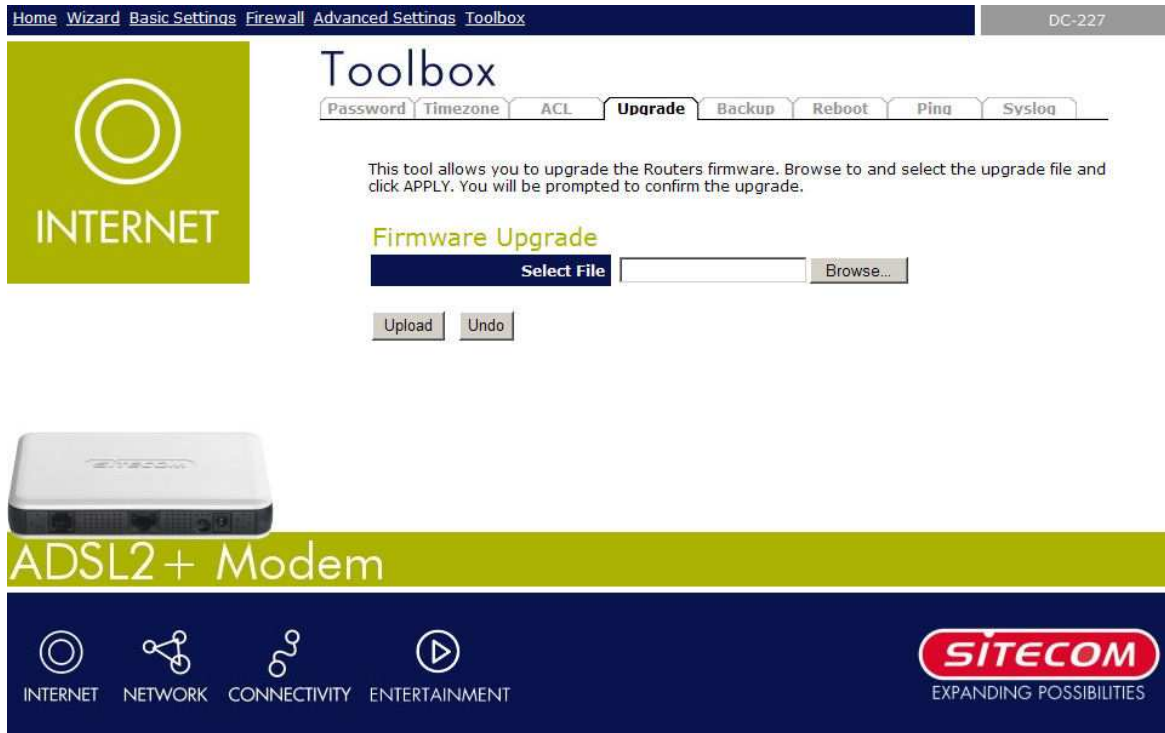 Home Wizard Basic Settings Firewall Advanced Settings Toolbox
DC-227
Toolbox
Password Timezone ACL Upgrade Backup Reboot Ping Syslog
This tool allows you to upgrade the Routers firmware. Browse to and select the upgrade file and
click APPLY. You will be prompted to confirm the upgrade.
INTERNET
Firmware Upgrade
Select File Browse...
Upload Undo
SITECOM
ADSL2+ Modem
INTERNET NETWORK CONNECTIVITY ENTERTAINMENT
SITECOM
EXPANDING POSSIBILITIES